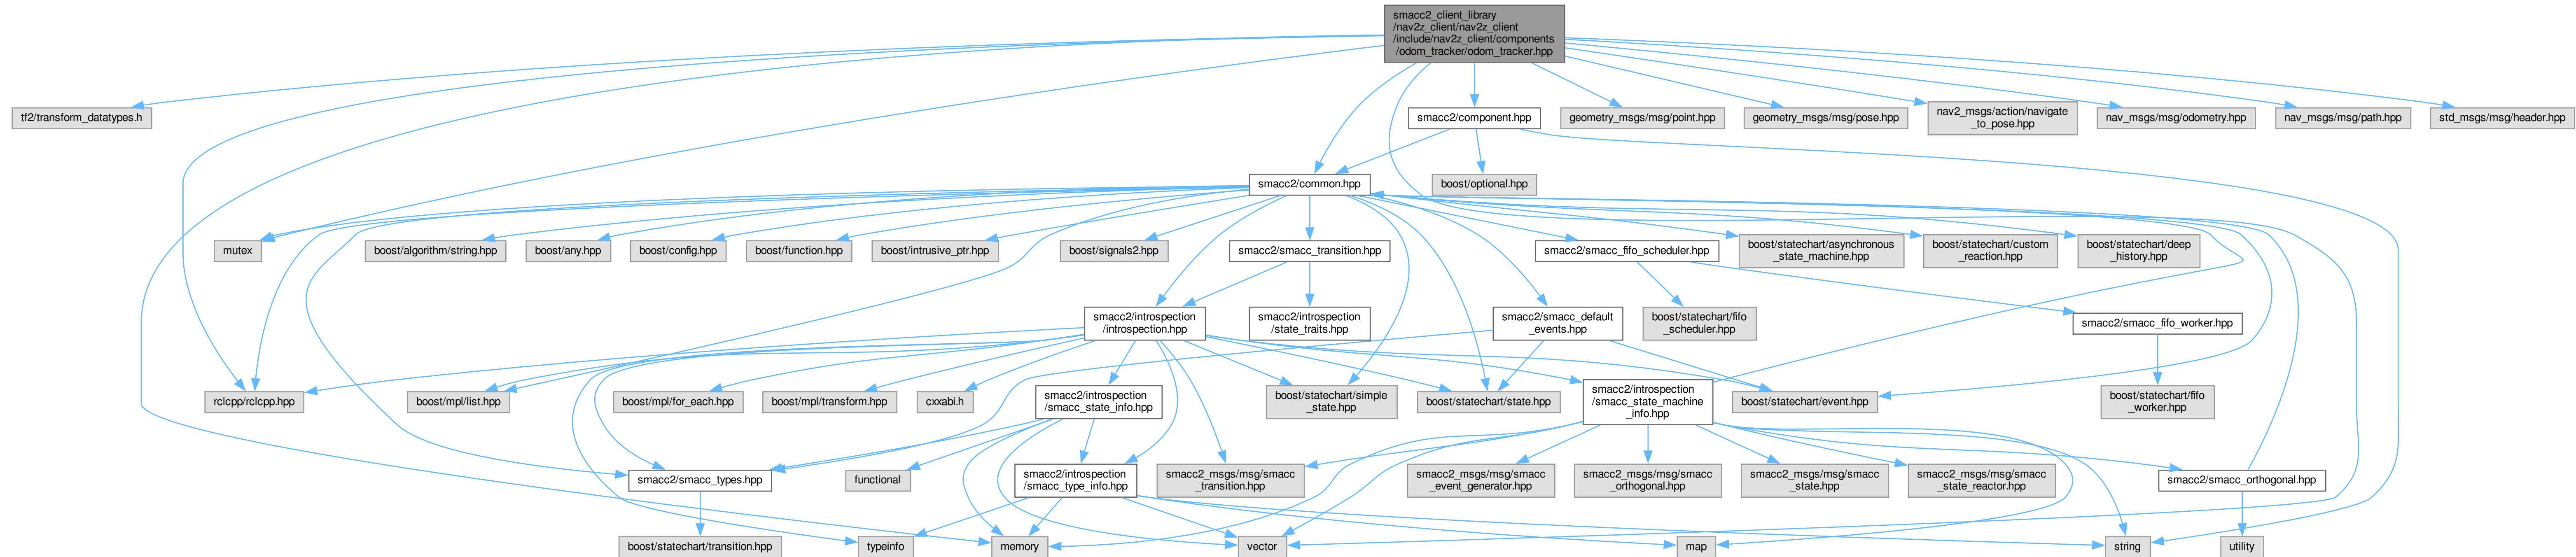 smacc2_client_library
/nav2z_client/nav2z_client
/include/nav2z_client/components
/odom_tracker/odom_tracker.hpp
tf2/transform_datatypes.h
smacc2/component.hpp
geometry_msgs/msg/point.hpp
geometry_msgs/msg/pose.hpp
nav2_msgs/action/navigate
_to_pose.hpp
nav_msgs/msg/odometry.hpp
nav_msgs/msg/path.hpp
std_msgs/msg/header.hpp
smacc2/common.hpp
boost/optional.hpp
mutex
boost/algorithm/string.hpp
boost/any.hpp
boost/config.hpp
boost/function.hpp
boost/intrusive_ptr.hpp
boost/signals2.hpp
smacc2/smacc_transition.hpp
smacc2/smacc_fifo_scheduler.hpp
boost/statechart/asynchronous
_state_machine.hpp
boost/statechart/custom
_reaction.hpp
boost/statechart/deep
_history.hpp
smacc2/introspection
/introspection.hpp
smacc2/introspection
/state_traits.hpp
smacc2/smacc_default
_events.hpp
boost/statechart/fifo
_scheduler.hpp
smacc2/smacc_fifo_worker.hpp
rclcpp/rclcpp.hpp
boost/mpl/list.hpp
boost/mpl/for_each.hpp
boost/mpl/transform.hpp
cxxabi.h
smacc2/introspection
/smacc_state_info.hpp
boost/statechart/simple
_state.hpp
boost/statechart/state.hpp
smacc2/introspection
/smacc_state_machine
_info.hpp
boost/statechart/event.hpp
boost/statechart/fifo
_worker.hpp
smacc2/smacc_types.hpp
functional
smacc2/introspection
/smacc_type_info.hpp
smacc2_msgs/msg/smacc
_transition.hpp
smacc2_msgs/msg/smacc
_event_generator.hpp
smacc2_msgs/msg/smacc
_orthogonal.hpp
smacc2_msgs/msg/smacc
_state.hpp
smacc2_msgs/msg/smacc
_state_reactor.hpp
smacc2/smacc_orthogonal.hpp
boost/statechart/transition.hpp
typeinfo
memory
vector
map
string
utility